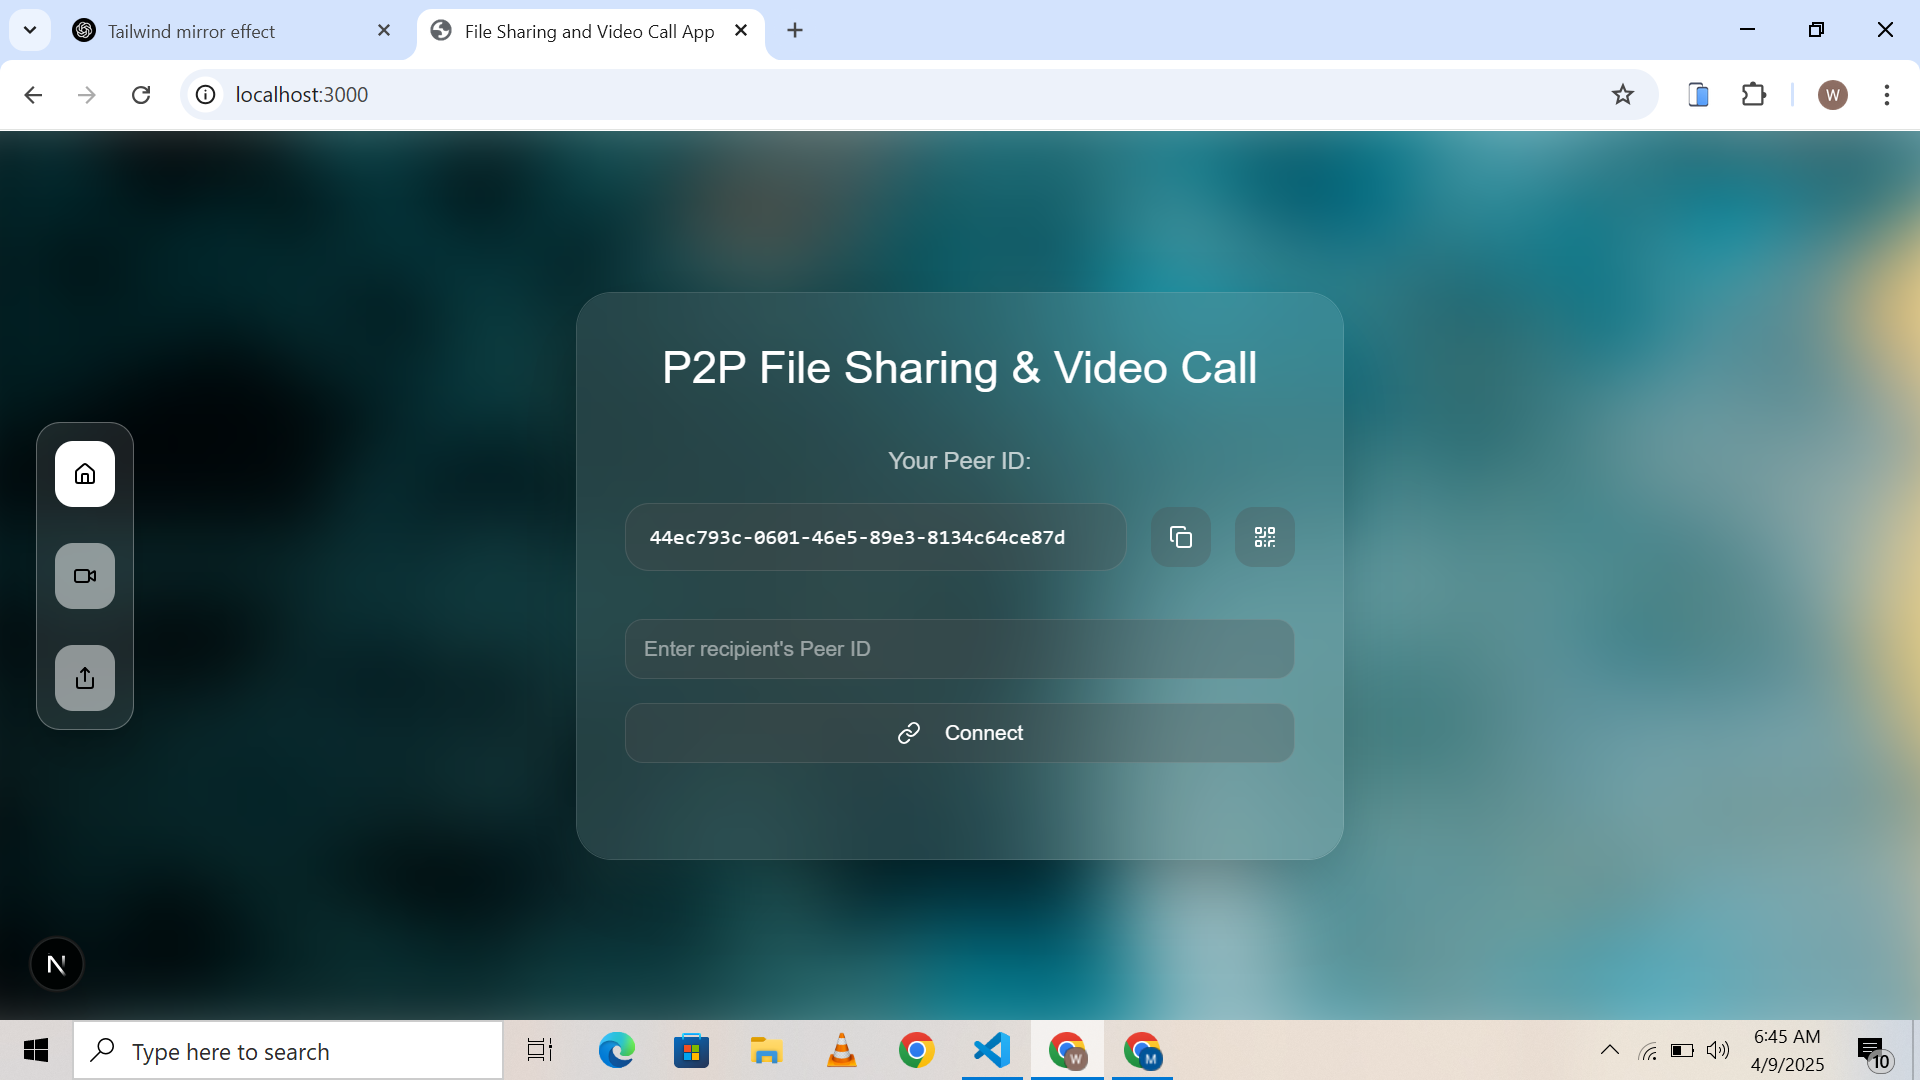 Tailwind mirror effect
File Sharing and Video Call App
localhost:3000
W
P2P File Sharing & Video Call
Your Peer ID:
44ec793c-0601-46e5-89e3-8134c64ce87d
Enter recipient's Peer ID
Connect
N
Type here to search
W
M
6:45 AM
4/9/2025
10